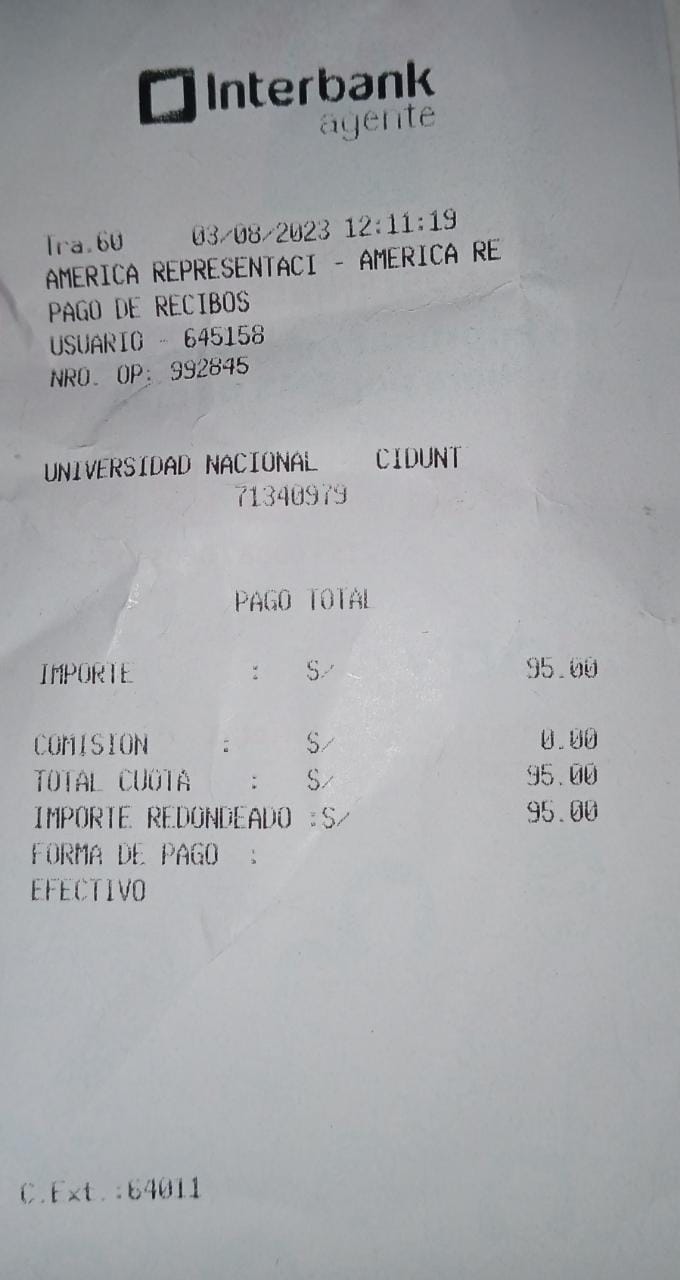 Interbank
agente
Tra.60 03/08/2023 12:11:19
AMERICA REPRESENTACI - AMERICA RE
PAGO DE RECIBOS
USUARIO - 645158
NRO. OP: 992845
UNIVERSIDAD NACIONAL CIDUNT
71340979
PAGO TOTAL
IMPORTE : S/ 95.00
COMISION : S/ 0.00
TOTAL CUOTA : S/ 95.00
IMPORTE REDONDEADO :S/ 95.00
FORMA DE PAGO :
EFECTIVO
C.Ext.:64011